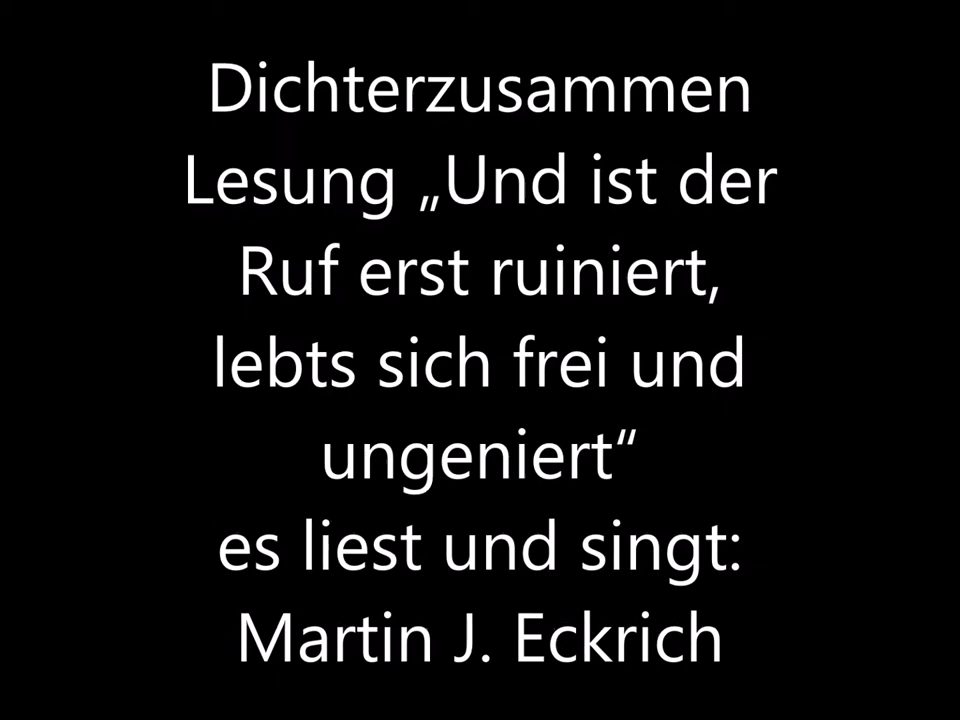 Dichterzusammen
Lesung „Und ist der
Ruf erst ruiniert,
lebts sich frei und
ungeniert“
es liest und singt:
Martin J. Eckrich